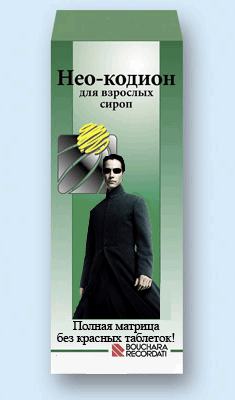 Нео-кодион
для взрослых
сироп
Полная матрица
без красных таблеток!
BOUCHARA
RECORDATI